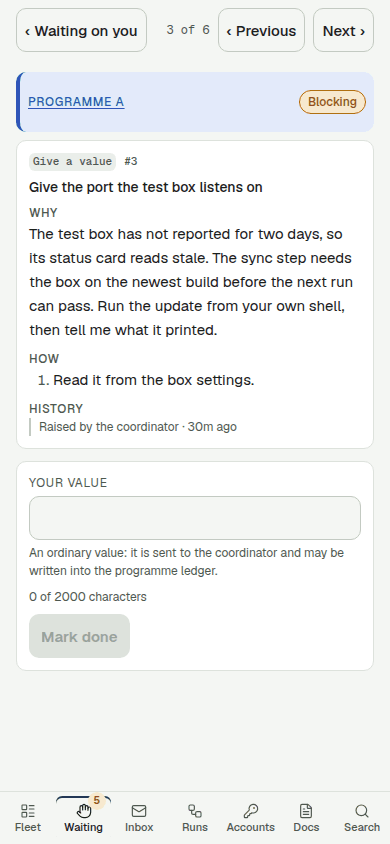 ‹ Waiting on you
3 of 6
‹ Previous
Next ›
PROGRAMME A
Blocking
Give a value #3
Give the port the test box listens on
WHY
The test box has not reported for two days, so
its status card reads stale. The sync step needs
the box on the newest build before the next run
can pass. Run the update from your own shell,
then tell me what it printed.
HOW
1. Read it from the box settings.
HISTORY
Raised by the coordinator · 30m ago
YOUR VALUE
An ordinary value: it is sent to the coordinator and may be
written into the programme ledger.
0 of 2000 characters
Mark done
5
Fleet
Waiting
Inbox
Runs
Accounts
Docs
Search